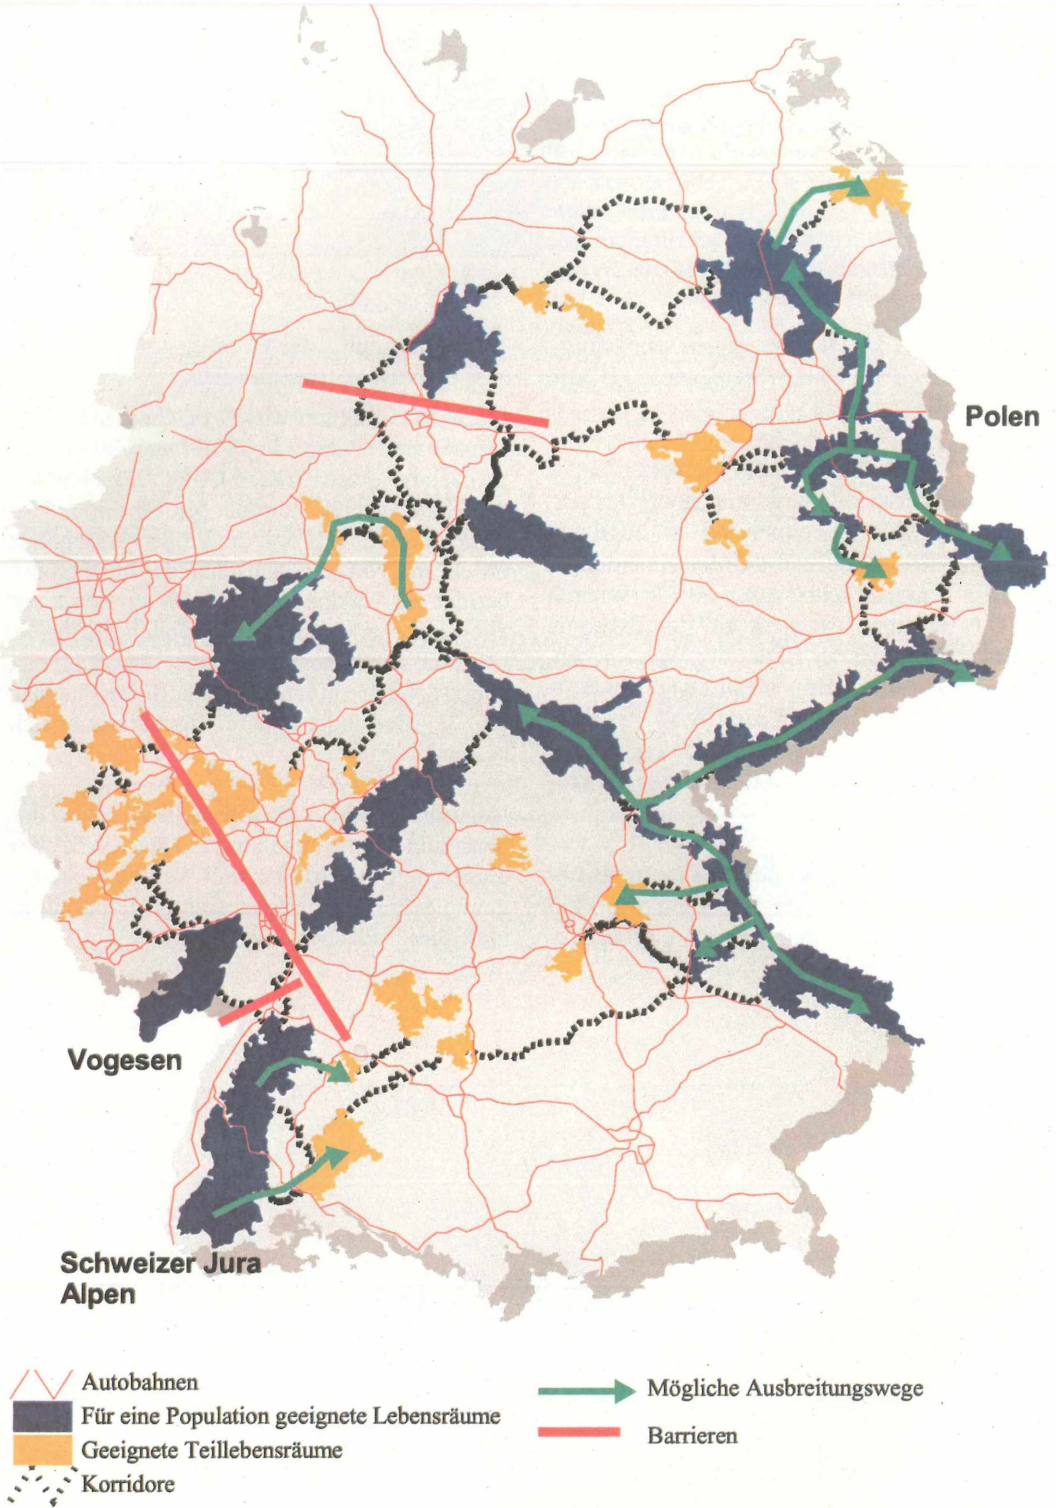 Polen
Vogesen
Schweizer Jura
Alpen
Autobahnen
Für eine Population geeignete Lebensräume
Geeignete Teillebensräume
Korridore
Mögliche Ausbreitungswege
Barrieren